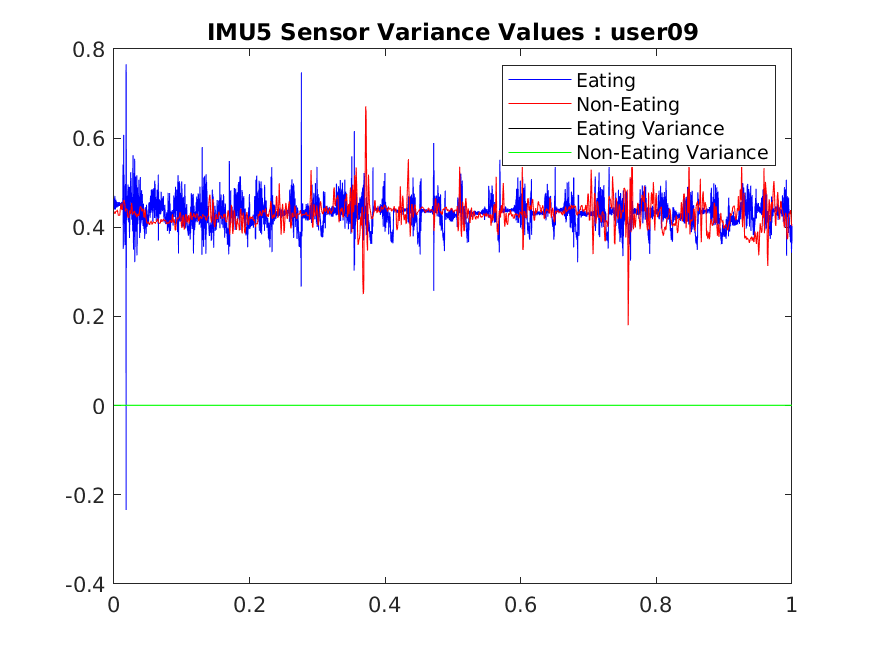 IMU5 Sensor Variance Values : user09
Eating
Non-Eating
Eating Variance
Non-Eating Variance
0.8
0.6
0.4
0.2
0
-0.2
-0.4
0
0.2
0.4
0.6
0.8
1